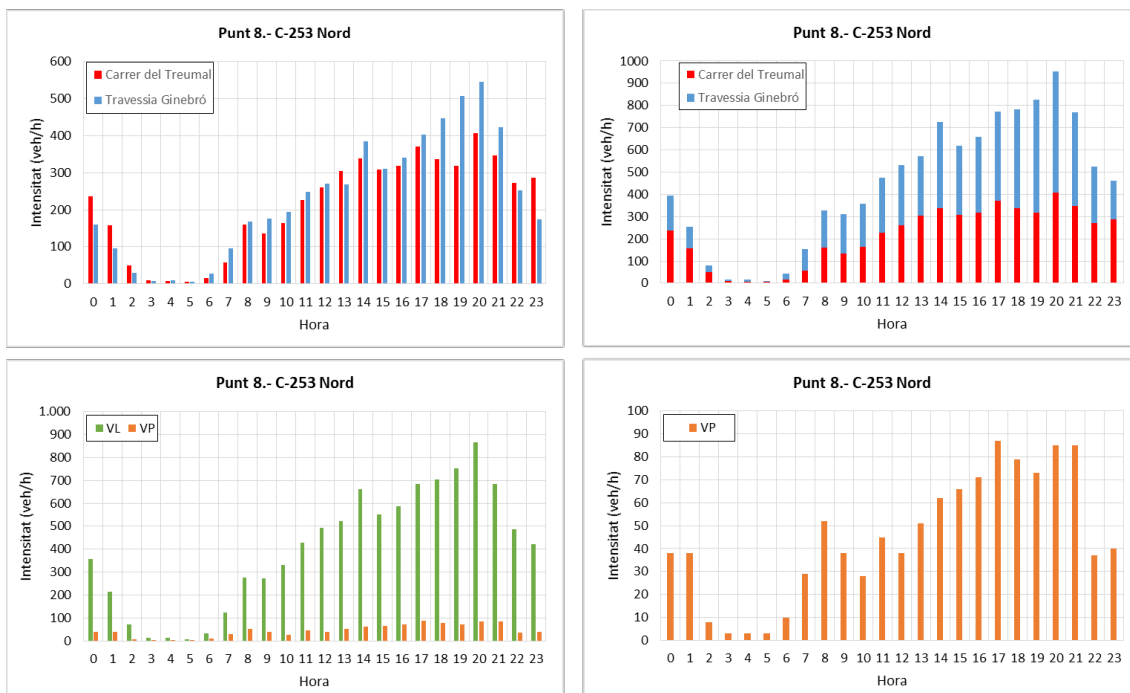 Punt 8.- C-253 Nord
600
500
400
300
200
100
0
Intensitat (veh/h)
Carrer del Treumal
Travessia Ginebró
0 1 2 3 4 5 6 7 8 9 10 11 12 13 14 15 16 17 18 19 20 21 22 23
Hora
Punt 8.- C-253 Nord
1000
900
800
700
600
500
400
300
200
100
0
Intensitat (veh/h)
Carrer del Treumal
Travessia Ginebró
0 1 2 3 4 5 6 7 8 9 10 11 12 13 14 15 16 17 18 19 20 21 22 23
Hora
Punt 8.- C-253 Nord
1.000
900
800
700
600
500
400
300
200
100
0
Intensitat (veh/h)
VL VP
0 1 2 3 4 5 6 7 8 9 10 11 12 13 14 15 16 17 18 19 20 21 22 23
Hora
Punt 8.- C-253 Nord
100
90
80
70
60
50
40
30
20
10
0
Intensitat (veh/h)
VP
0 1 2 3 4 5 6 7 8 9 10 11 12 13 14 15 16 17 18 19 20 21 22 23
Hora